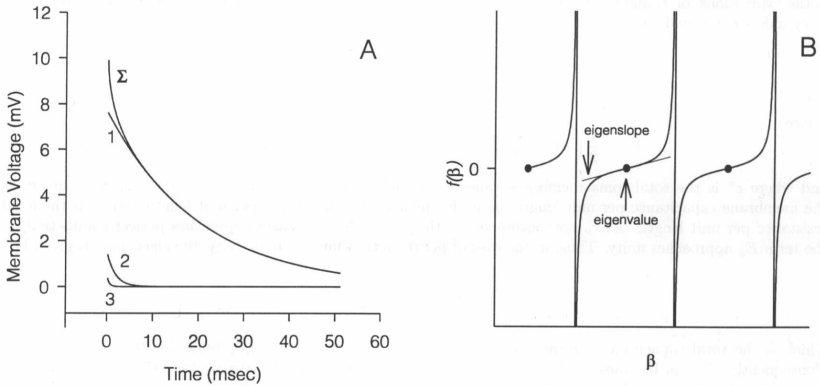 12
10
8
6
4
2
0
Membrane Voltage (mV)
Σ
1
2
3
A
0
10
20
30
40
50
60
Time (msec)
B
f(β)
0
eigenslope
eigenvalue
β